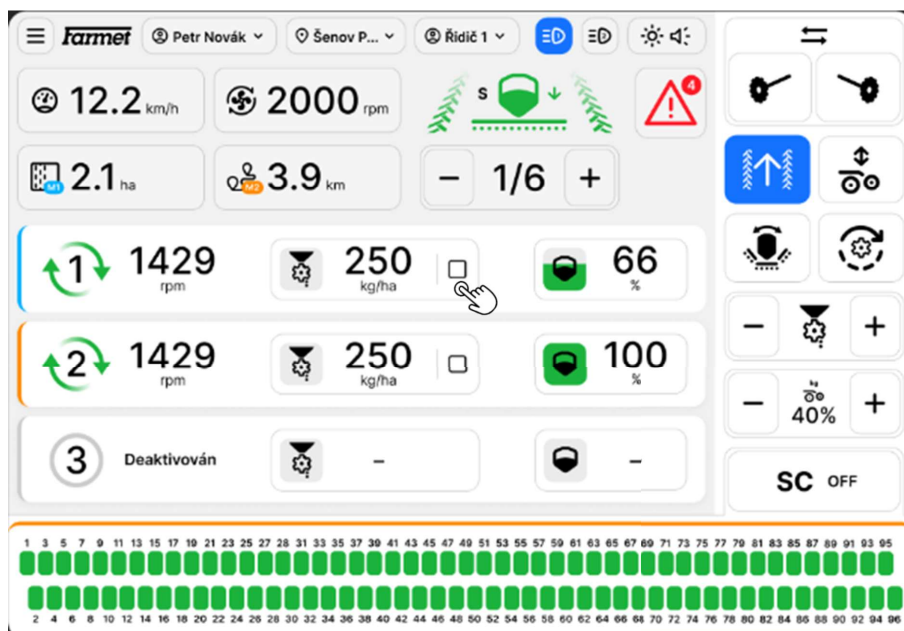 Farmet Petr Novák Šenov P... Řidič 1
12.2 km/h 2000 rpm S 4
M1 2.1 ha M2 3.9 km − 1/6 +
1 1429 rpm 250 kg/ha 66 %
2 1429 rpm 250 kg/ha 100 %
− +
− kg 40% +
3 Deaktivován – –
SC OFF
1 3 5 7 9 11 13 15 17 19 21 23 25 27 28 31 33 35 37 39 41 43 45 47 49 51 53 55 57 59 61 63 65 67 69 71 73 75 77 79 81 83 85 87 89 91 93 95
2 4 6 8 10 12 14 16 18 20 22 24 26 28 30 32 34 36 38 40 42 44 46 48 50 52 54 56 58 60 62 64 66 68 70 72 74 76 78 80 82 84 86 88 90 92 94 96